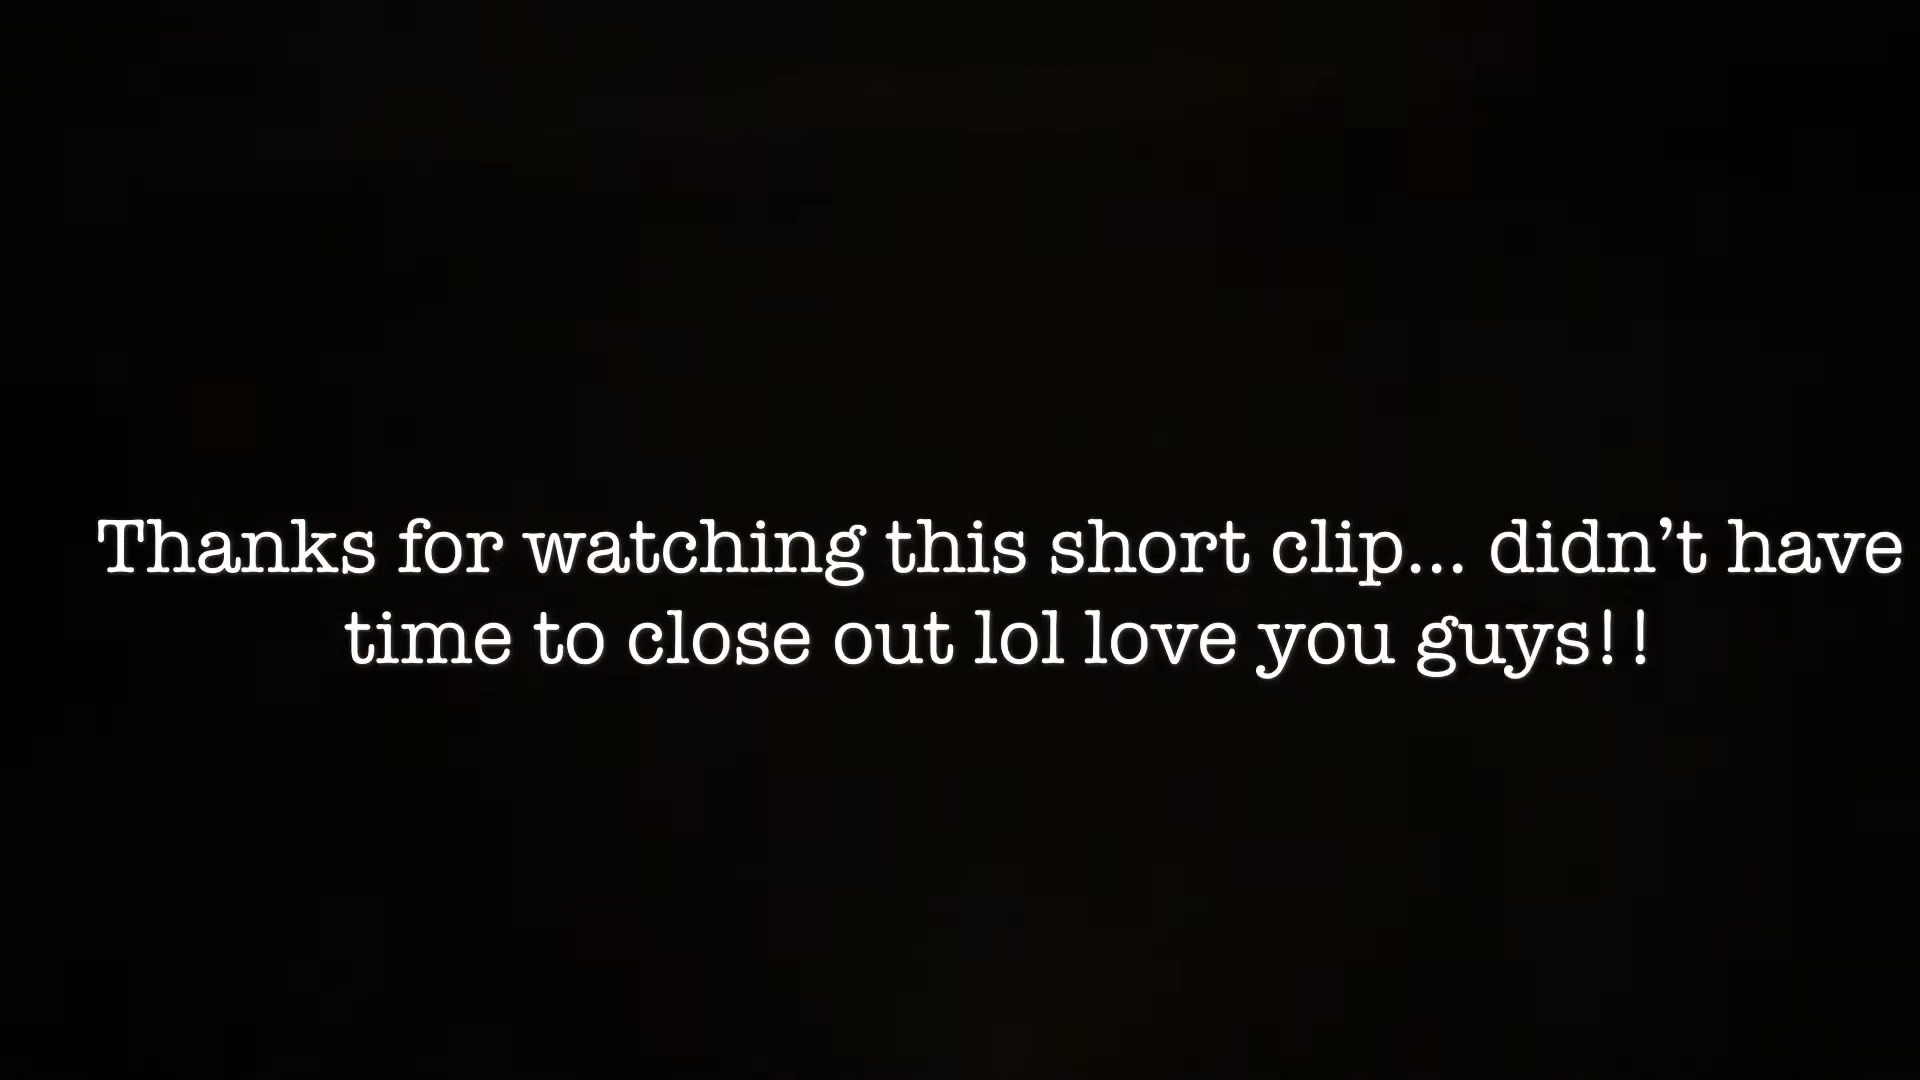 Thanks for watching this short clip... didn’t have
time to close out lol love you guys!!